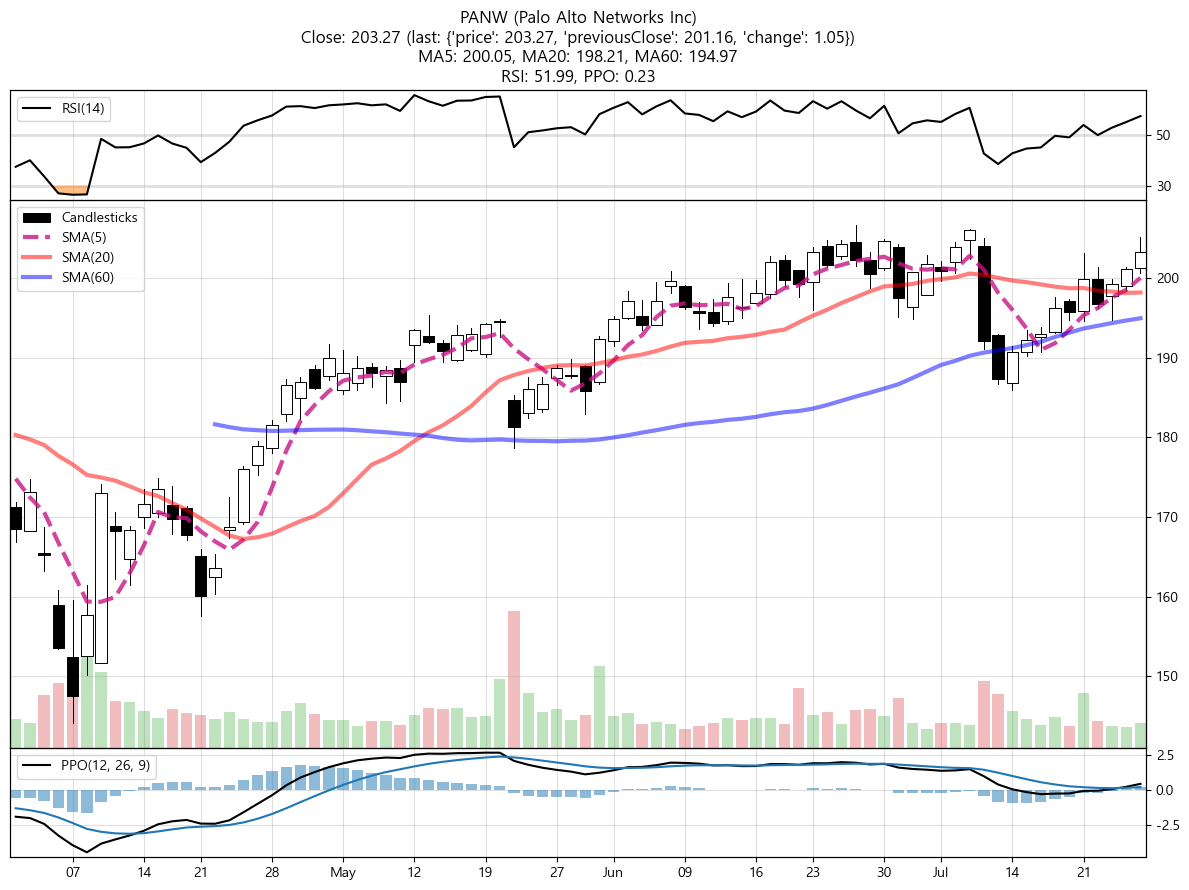 PANW (Palo Alto Networks Inc)
Close: 203.27 (last: {'price': 203.27, 'previousClose': 201.16, 'change': 1.05})
MA5: 200.05, MA20: 198.21, MA60: 194.97
RSI: 51.99, PPO: 0.23
RSI(14)
50
30
Candlesticks
SMA(5)
SMA(20)
SMA(60)
200
190
180
170
160
150
PPO(12, 26, 9)
2.5
0.0
-2.5
07 14 21 28 May 12 19 27 Jun 09 16 23 30 Jul 14 21